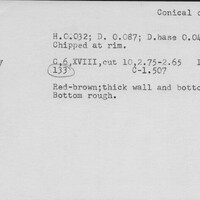 Conical c
H.0.032; D. 0.087; D.base 0.04
Chipped at rim.
C,6,XVIII,cut 10,2.75-2.65
133 C-1.507
Red-brown;thick wall and botto
Bottom rough.